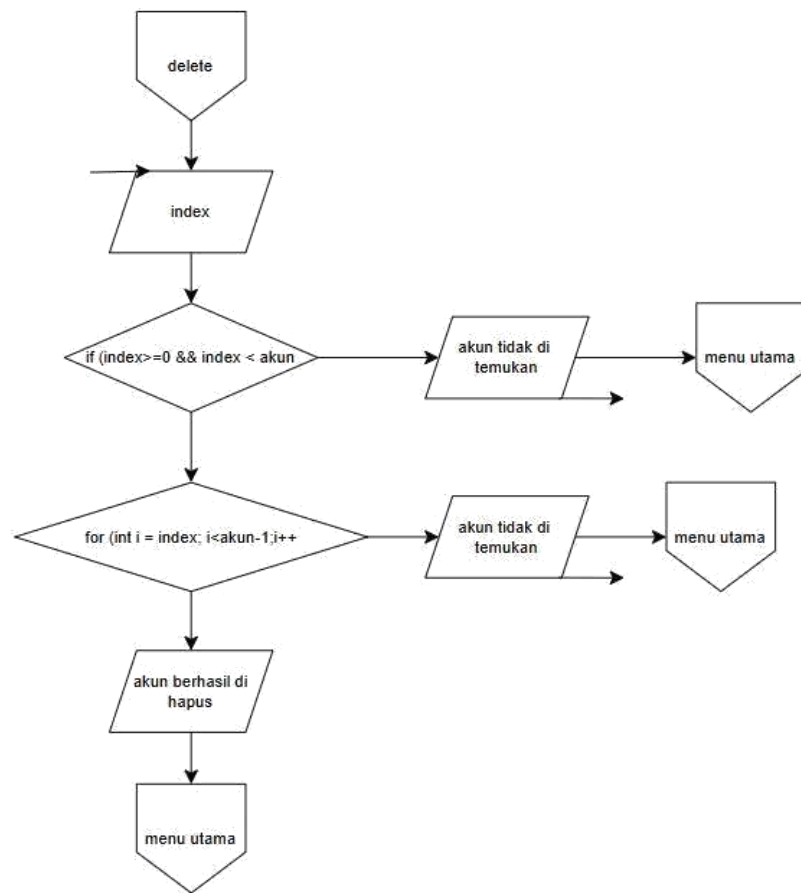 delete
index
if (index>=0 && index < akun
akun tidak di
temukan
menu utama
for (int i = index; i<akun-1;i++
akun tidak di
temukan
menu utama
akun berhasil di
hapus
menu utama